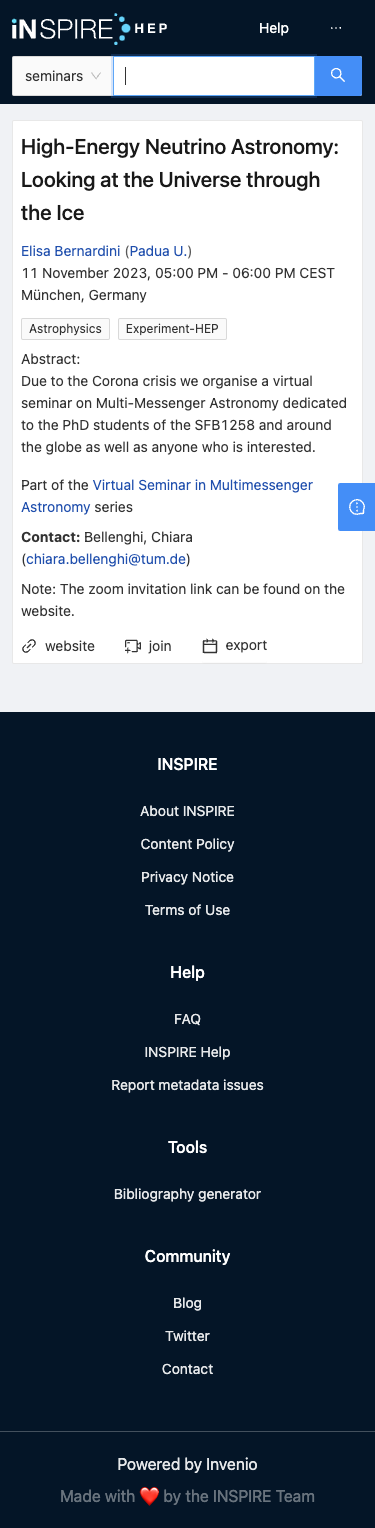 iNSPIRE HEP
Help
···
seminars
High-Energy Neutrino Astronomy:
Looking at the Universe through
the Ice
Elisa Bernardini (Padua U.)
11 November 2023, 05:00 PM - 06:00 PM CEST
München, Germany
Astrophysics Experiment-HEP
Abstract:
Due to the Corona crisis we organise a virtual
seminar on Multi-Messenger Astronomy dedicated
to the PhD students of the SFB1258 and around
the globe as well as anyone who is interested.
Part of the Virtual Seminar in Multimessenger
Astronomy series
Contact: Bellenghi, Chiara
(chiara.bellenghi@tum.de)
Note: The zoom invitation link can be found on the
website.
website join export
INSPIRE
About INSPIRE
Content Policy
Privacy Notice
Terms of Use
Help
FAQ
INSPIRE Help
Report metadata issues
Tools
Bibliography generator
Community
Blog
Twitter
Contact
Powered by Invenio
Made with ❤️ by the INSPIRE Team